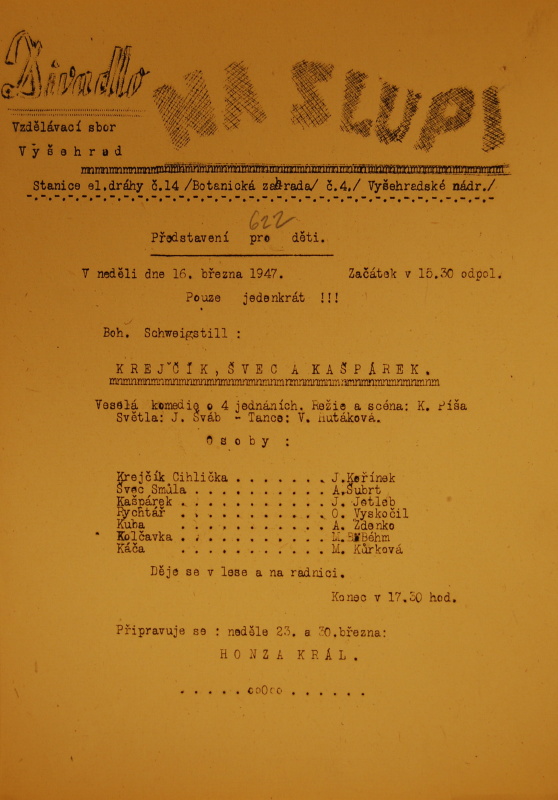 Divadlo NA SLUPI
Vzdělávací sbor
Vyšehrad
Stanice el.dráhy č.14 /Botanická zahrada/ č.4./ Vyšehradské nádr./
622
Představení pro děti.
V neděli dne 16. března 1947. Začátek v 15.30 odpol.
Pouze jedenkrát !!!
Boh. Schweigstill :
KREJČÍK, ŠVEC A KAŠPÁREK.
Veselá komedie o 4 jednáních. Režie a scéna: K. Píša
Světla: J. Šváb - Tance: V. Hutáková.
Osoby :
Krejčík Cihlička . . . . . . . . J.Kořínek
Švec Smůla . . . . . . . . . . . A.Šubrt
Kašpárek . . . . . . . . . . . . J. Jetleb
Rychtář . . . . . . . . . . . . O. Vyskočil
Kuba . . . . . . . . . . . . . . A. Zdenko
Kolčavka . . . . . . . . . . . . M. Böhm
Káča . . . . . . . . . . . . . . M. Kůrková
Děje se v lese a na radnici.
Konec v 17.30 hod.
Připravuje se : neděle 23. a 30.března:
HONZA KRÁL.
. . . . . . ooOoo . . . . . .